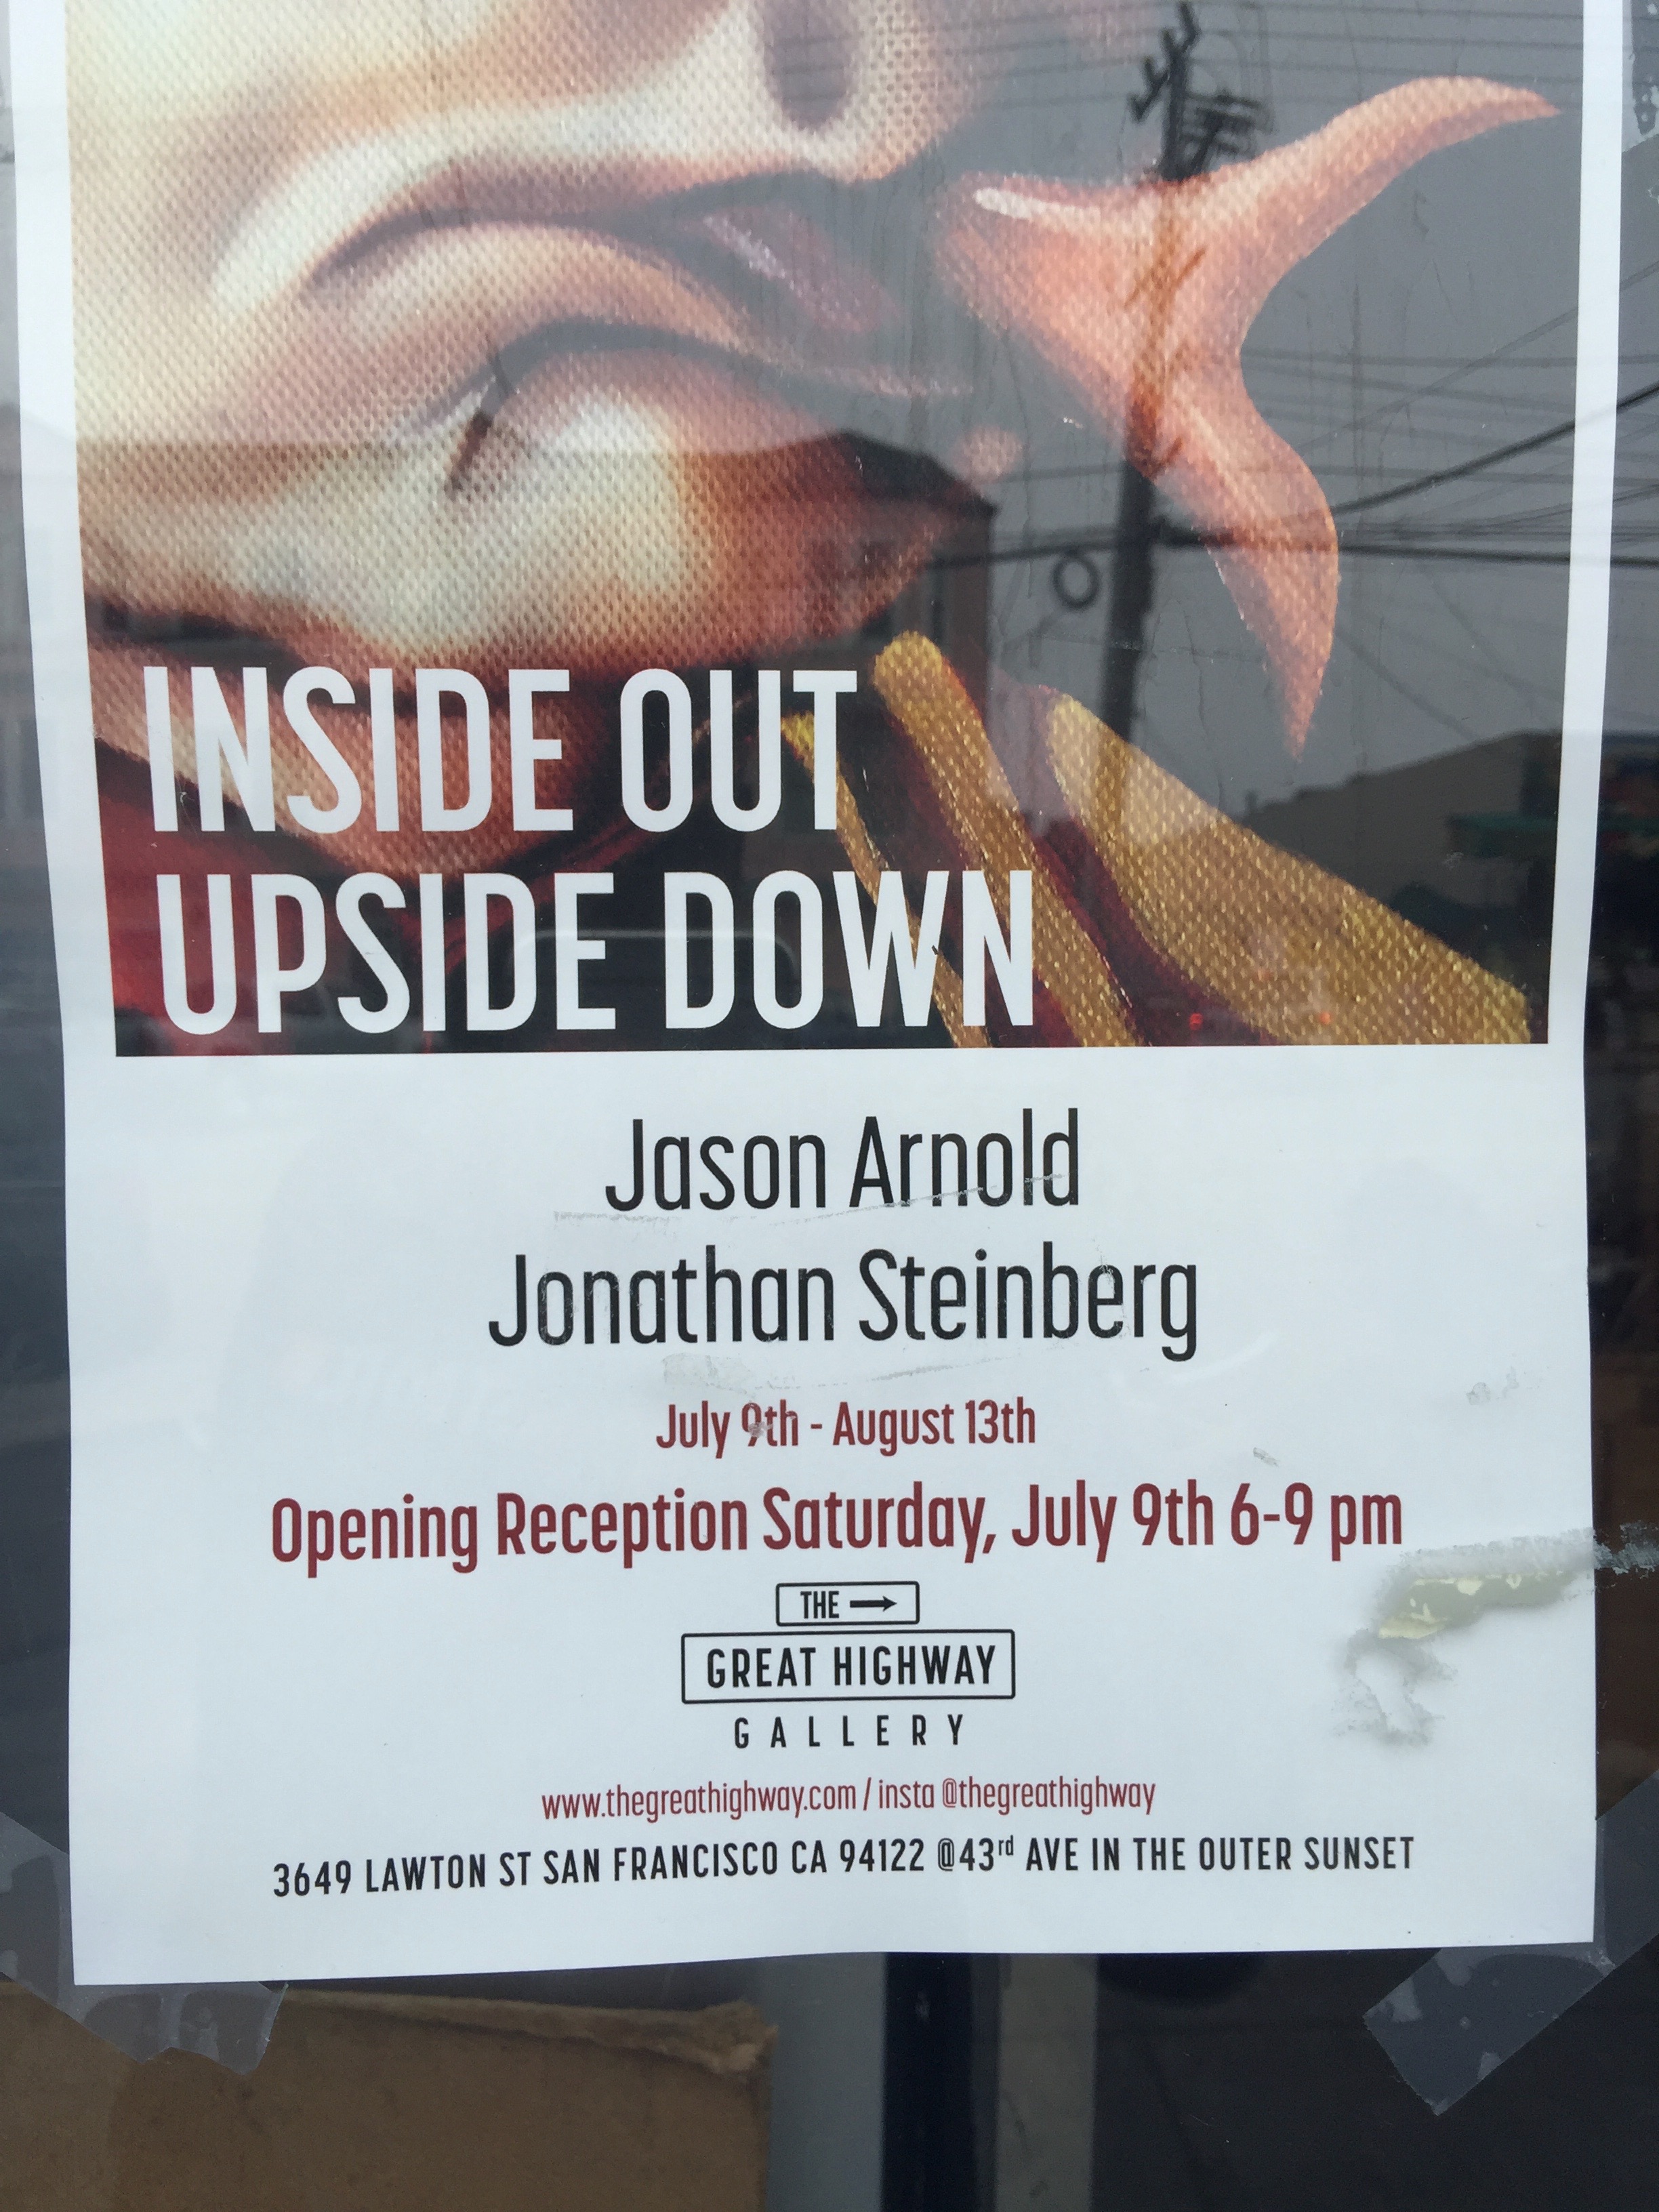 INSIDE OUT
UPSIDE DOWN
Jason Arnold
Jonathan Steinberg
July 9th - August 13th
Opening Reception Saturday, July 9th 6-9 pm
THE →
GREAT HIGHWAY
GALLERY
www.thegreathighway.com / insta @thegreathighway
3649 LAWTON ST SAN FRANCISCO CA 94122 @43rd AVE IN THE OUTER SUNSET